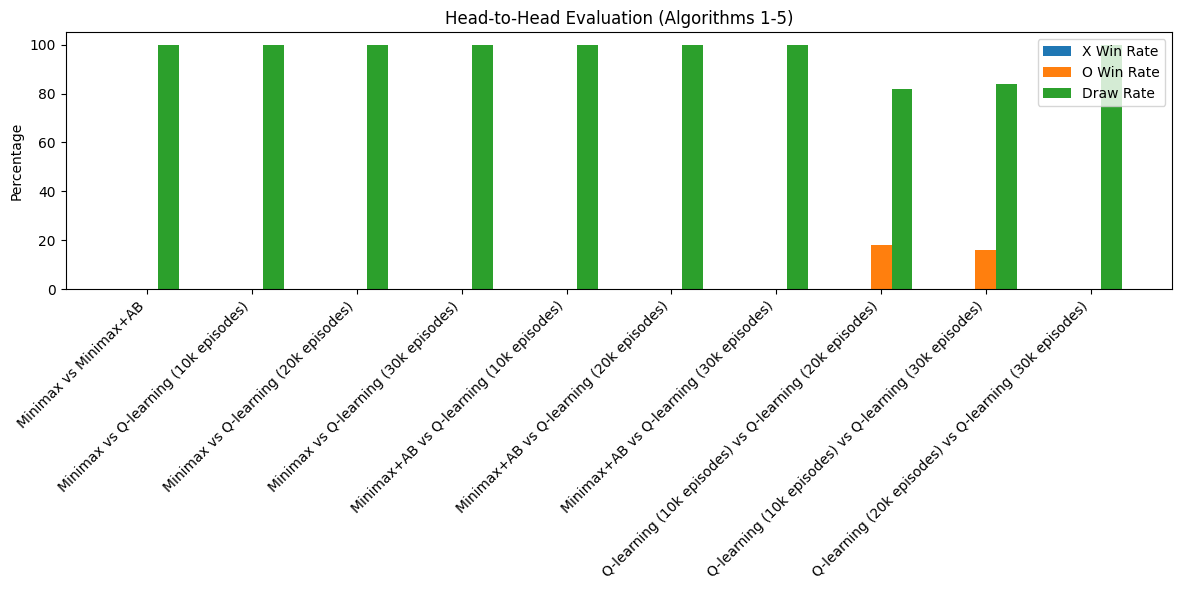 Head-to-Head Evaluation (Algorithms 1-5)
Percentage
100
80
60
40
20
0
X Win Rate
O Win Rate
Draw Rate
Minimax vs Minimax+AB
Minimax vs Q-learning (10k episodes)
Minimax vs Q-learning (20k episodes)
Minimax vs Q-learning (30k episodes)
Minimax+AB vs Q-learning (10k episodes)
Minimax+AB vs Q-learning (20k episodes)
Minimax+AB vs Q-learning (30k episodes)
Q-learning (10k episodes) vs Q-learning (20k episodes)
Q-learning (10k episodes) vs Q-learning (30k episodes)
Q-learning (20k episodes) vs Q-learning (30k episodes)